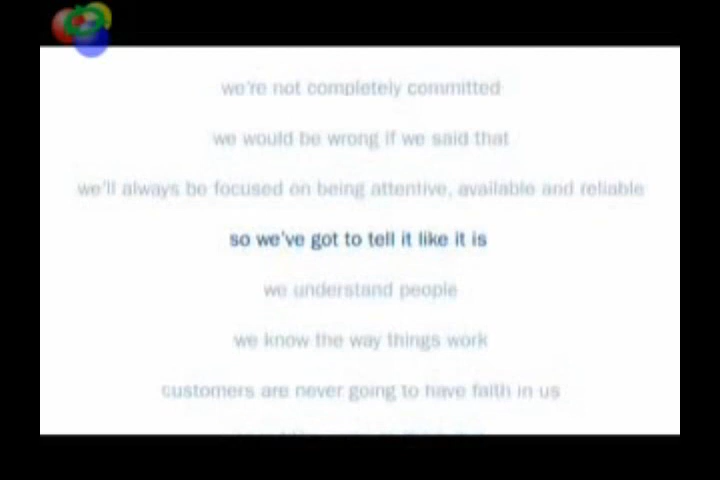 we're not completely committed
we would be wrong if we said that
we'll always be focused on being attentive, available and reliable
so we've got to tell it like it is
we understand people
we know the way things work
customers are never going to have faith in us